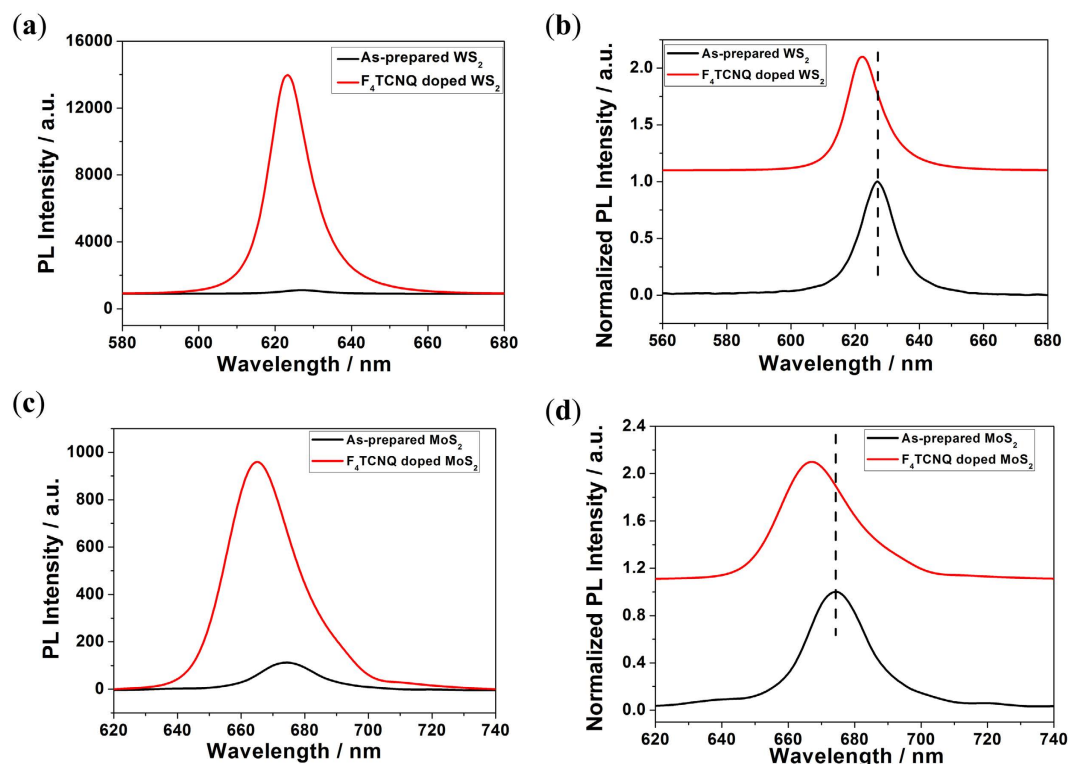 (a)
16000
12000
8000
4000
0
PL Intensity / a.u.
As-prepared WS₂
F₄TCNQ doped WS₂
580 600 620 640 660 680
Wavelength / nm
(b)
2.0
1.5
1.0
0.5
0.0
Normalized PL Intensity / a.u.
As-prepared WS₂
F₄TCNQ doped WS₂
560 580 600 620 640 660 680
Wavelength / nm
(c)
1000
800
600
400
200
0
PL Intensity / a.u.
As-prepared MoS₂
F₄TCNQ doped MoS₂
620 640 660 680 700 720 740
Wavelength / nm
(d)
2.4
2.0
1.6
1.2
0.8
0.4
0.0
Normalized PL Intensity / a.u.
As-prepared MoS₂
F₄TCNQ doped MoS₂
620 640 660 680 700 720 740
Wavelength / nm